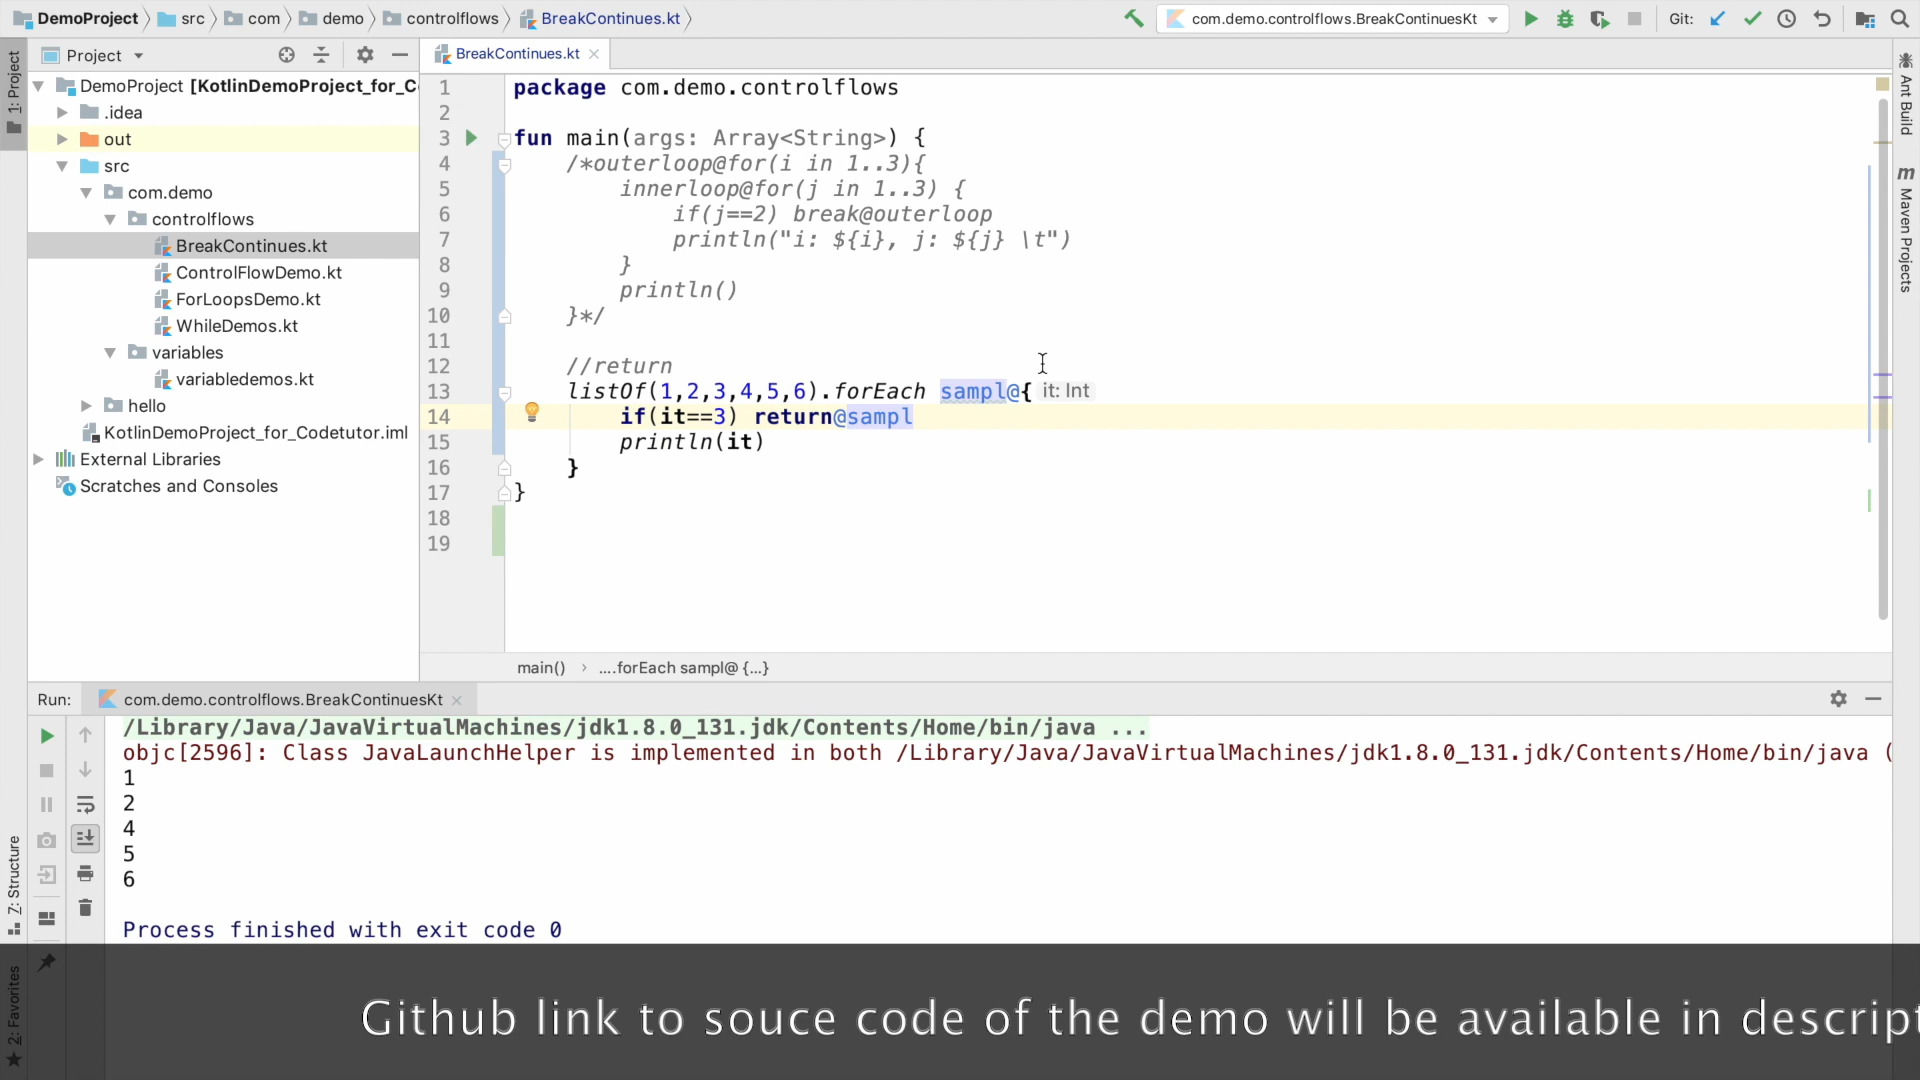 DemoProject src com demo controlflows BreakContinues.kt com.demo.controlflows.BreakContinuesKt Git:
1: Project
Project
BreakContinues.kt
DemoProject [KotlinDemoProject_for_C
.idea
out
src
com.demo
controlflows
BreakContinues.kt
ControlFlowDemo.kt
ForLoopsDemo.kt
WhileDemos.kt
variables
variabledemos.kt
hello
KotlinDemoProject_for_Codetutor.iml
External Libraries
Scratches and Consoles
1 package com.demo.controlflows
2
3 fun main(args: Array<String>) {
4 /*outerloop@for(i in 1..3){
5 innerloop@for(j in 1..3) {
6 if(j==2) break@outerloop
7 println("i: ${i}, j: ${j} \t")
8 }
9 println()
10 }*/
11
12 //return
13 listOf(1,2,3,4,5,6).forEach sampl@{ it: Int
14 if(it==3) return@sampl
15 println(it)
16 }
17 }
18
19
main() › ....forEach sampl@ {...}
Ant Build
m Maven Projects
Run: com.demo.controlflows.BreakContinuesKt
/Library/Java/JavaVirtualMachines/jdk1.8.0_131.jdk/Contents/Home/bin/java ...
objc[2596]: Class JavaLaunchHelper is implemented in both /Library/Java/JavaVirtualMachines/jdk1.8.0_131.jdk/Contents/Home/bin/java (
1
2
4
5
6
Process finished with exit code 0
7: Structure
2: Favorites
Github link to souce code of the demo will be available in descript